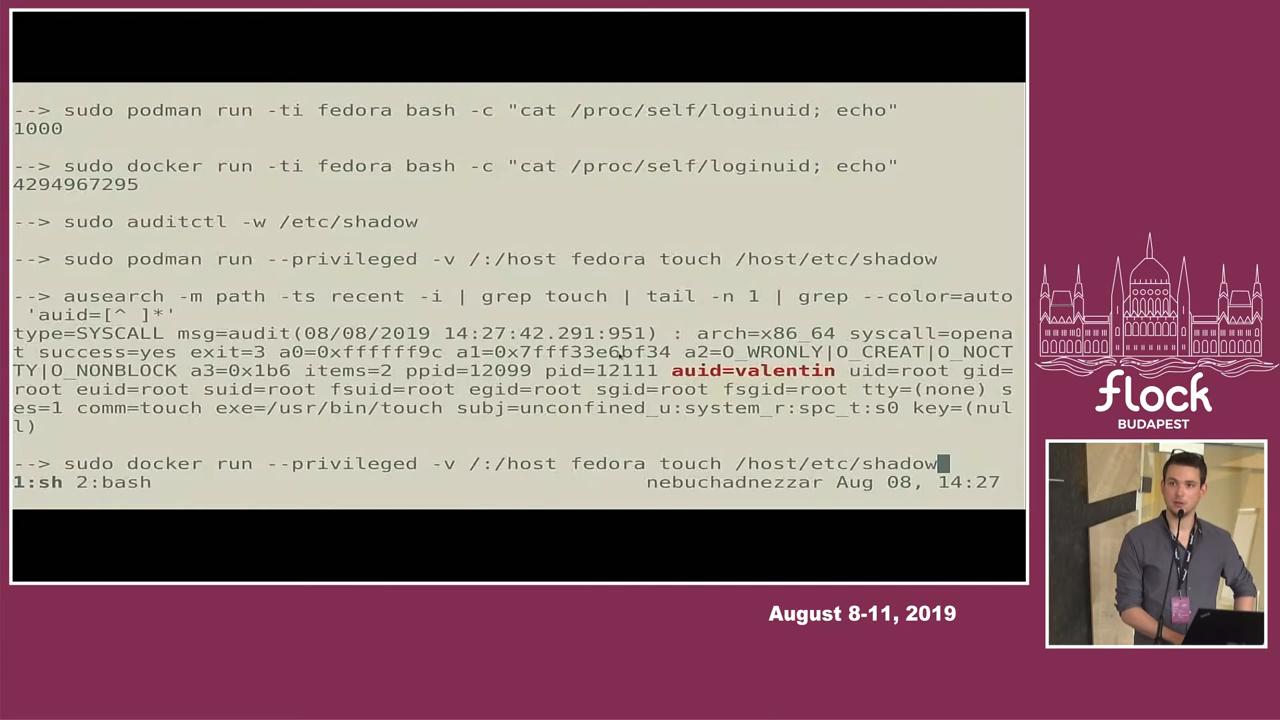 --> sudo podman run -ti fedora bash -c "cat /proc/self/loginuid; echo"
1000
--> sudo docker run -ti fedora bash -c "cat /proc/self/loginuid; echo"
4294967295
--> sudo auditctl -w /etc/shadow
--> sudo podman run --privileged -v /:/host fedora touch /host/etc/shadow
--> ausearch -m path -ts recent -i | grep touch | tail -n 1 | grep --color=auto
'auid=[^ ]*'
type=SYSCALL msg=audit(08/08/2019 14:27:42.291:951) : arch=x86_64 syscall=opena
t success=yes exit=3 a0=0xffffff9c a1=0x7fff33e6bf34 a2=O_WRONLY|O_CREAT|O_NOCT
TY|O_NONBLOCK a3=0x1b6 items=2 ppid=12099 pid=12111 auid=valentin uid=root gid=
root euid=root suid=root fsuid=root egid=root sgid=root fsgid=root tty=(none) s
es=1 comm=touch exe=/usr/bin/touch subj=unconfined_u:system_r:spc_t:s0 key=(nul
l)
--> sudo docker run --privileged -v /:/host fedora touch /host/etc/shadow
1:sh 2:bash nebuchadnezzar Aug 08, 14:27
flock
BUDAPEST
August 8-11, 2019